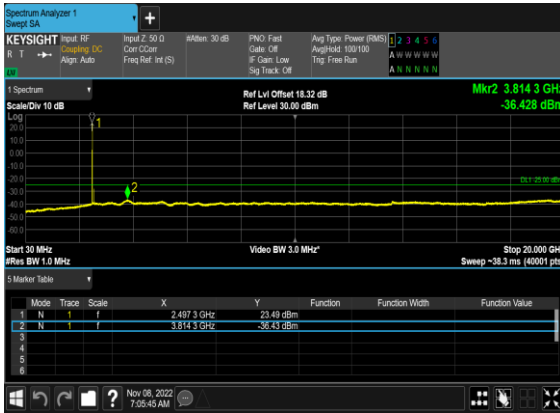 Spectrum Analyzer 1
Swept SA
KEYSIGHT Input: RF Input Z: 50 Ω #Atten: 30 dB PNO: Fast Avg Type: Power (RMS) 1 2 3 4 5 6
R T Coupling: DC Corr CCorr Gate: Off Avg|Hold: 100/100 A W W W W W
Align: Auto Freq Ref: Int (S) IF Gain: Low Trig: Free Run
Sig Track: Off A N N N N N
1 Spectrum
Ref Lvl Offset 18.32 dB Mkr2 3.814 3 GHz
Scale/Div 10 dB Ref Level 30.00 dBm -36.428 dBm
Log
1
20.0
10.0
0.00
-10.0
-20.0
DL1 -25.00 dBm
-30.0
2
-40.0
-50.0
-60.0
Start 30 MHz Video BW 3.0 MHz* Stop 20.000 GHz
#Res BW 1.0 MHz Sweep ~38.3 ms (40001 pts)
5 Marker Table
Mode Trace Scale X Y Function Function Width Function Value
1 N 1 f 2.497 3 GHz 23.49 dBm
2 N 1 f 3.814 3 GHz -36.43 dBm
3
4
5
6
? Nov 08, 2022
7:05:45 AM